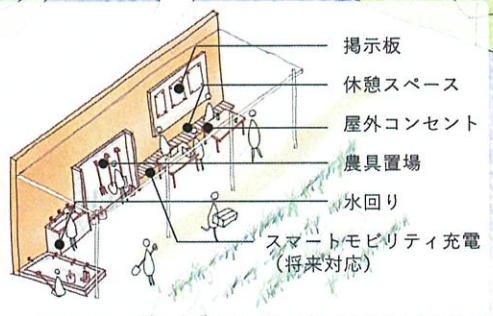 掲示板
休憩スペース
屋外コンセント
農具置場
水回り
スマートモビリティ充電
（将来対応）